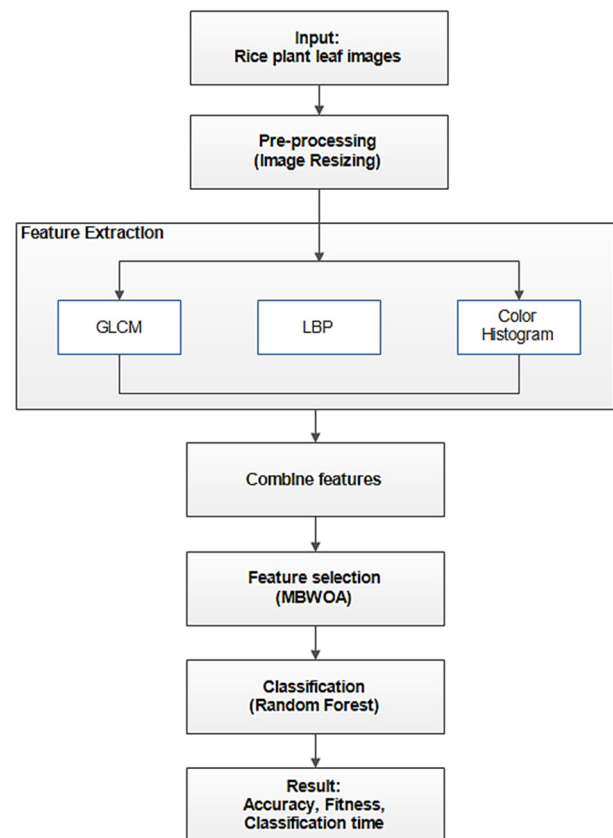 Input:
Rice plant leaf images
Pre-processing
(Image Resizing)
Feature Extraction
GLCM
LBP
Color
Histogram
Combine features
Feature selection
(MBWOA)
Classification
(Random Forest)
Result:
Accuracy, Fitness,
Classification time